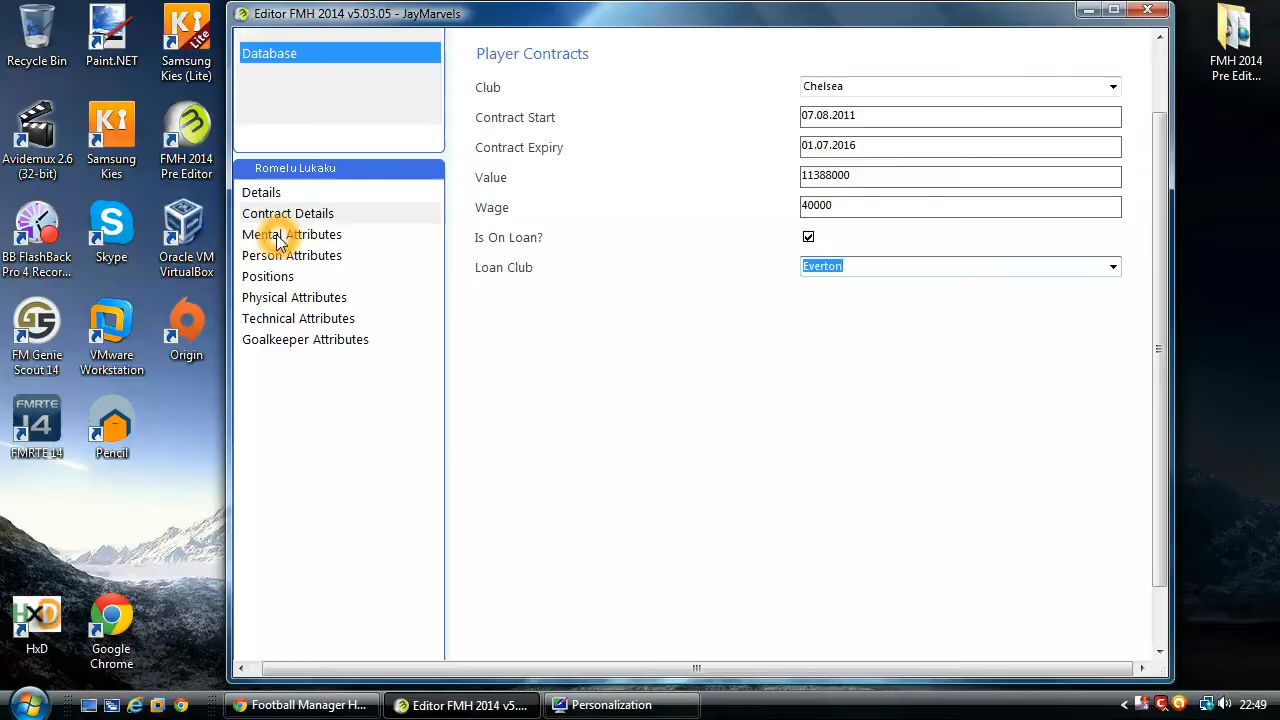 Editor FMH 2014 v5.03.05 - JayMarvels
Recycle Bin
Paint.NET
Samsung
Kies (Lite)
Avidemux 2.6
(32-bit)
Samsung
Kies
FMH 2014
Pre Editor
BB FlashBack
Pro 4 Recor...
Skype
Oracle VM
VirtualBox
FM Genie
Scout 14
VMware
Workstation
Origin
FMRTE
14
FMRTE 14
Pencil
HxD
HxD
Google
Chrome
Lite
Database
Romelu Lukaku
Details
Contract Details
Mental Attributes
Person Attributes
Positions
Physical Attributes
Technical Attributes
Goalkeeper Attributes
Player Contracts
Club
Chelsea
Contract Start
07.08.2011
Contract Expiry
01.07.2016
Value
11388000
Wage
40000
Is On Loan?
Loan Club
Everton
FMH 2014
Pre Edit...
Football Manager H...
Editor FMH 2014 v5....
Personalization
22:49